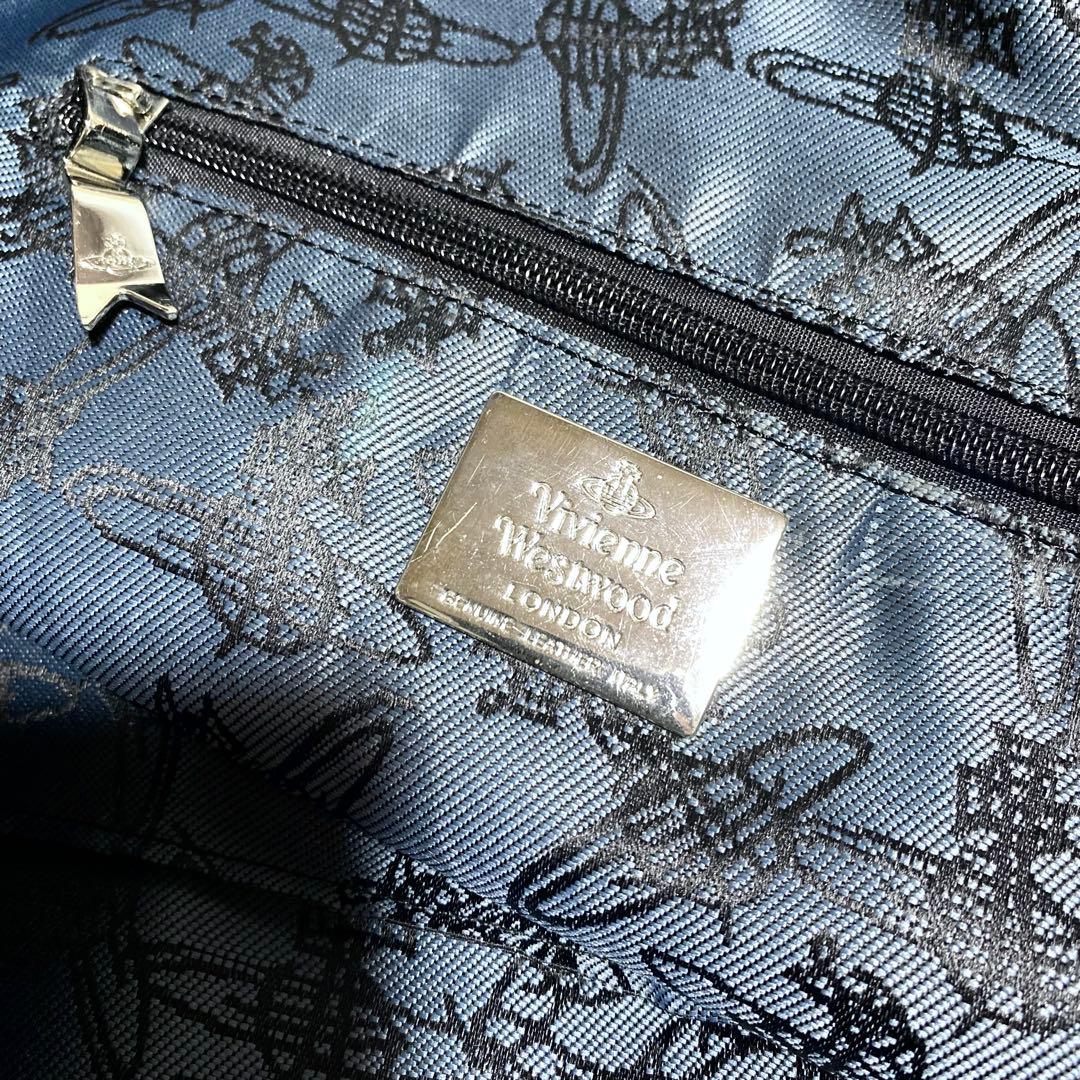 Vivienne
Westwood
LONDON
GENUINE LEATHER ITALY